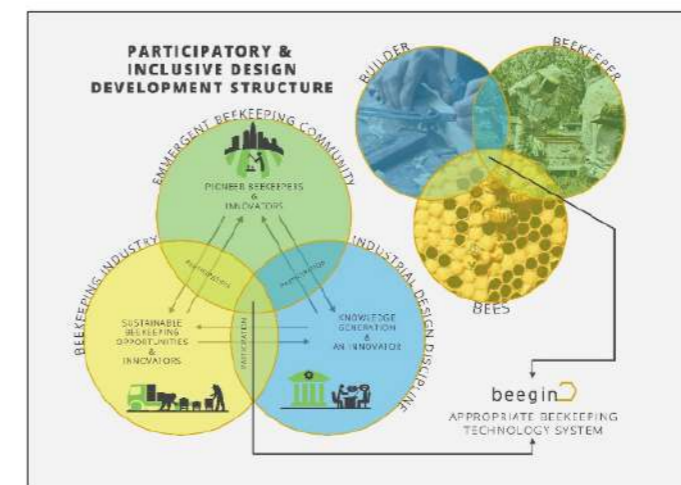 PARTICIPATORY &
INCLUSIVE DESIGN
DEVELOPMENT STRUCTURE
EMMERGENT BEEKEEPING COMMUNITY
PIONEER BEEKEEPERS
&
INNOVATORS
BEEKEEPING INDUSTRY
INDUSTRIAL DESIGN DISCIPLINE
PARTICIPATION
PARTICIPATION
PARTICIPATION
SUSTAINABLE
BEEKEEPING
OPPORTUNITIES
&
INNOVATORS
KNOWLEDGE
GENERATION
&
AN INNOVATOR
BUILDER
BEEKEEPER
BEES
beegin
APPROPRIATE BEEKEEPING
TECHNOLOGY SYSTEM